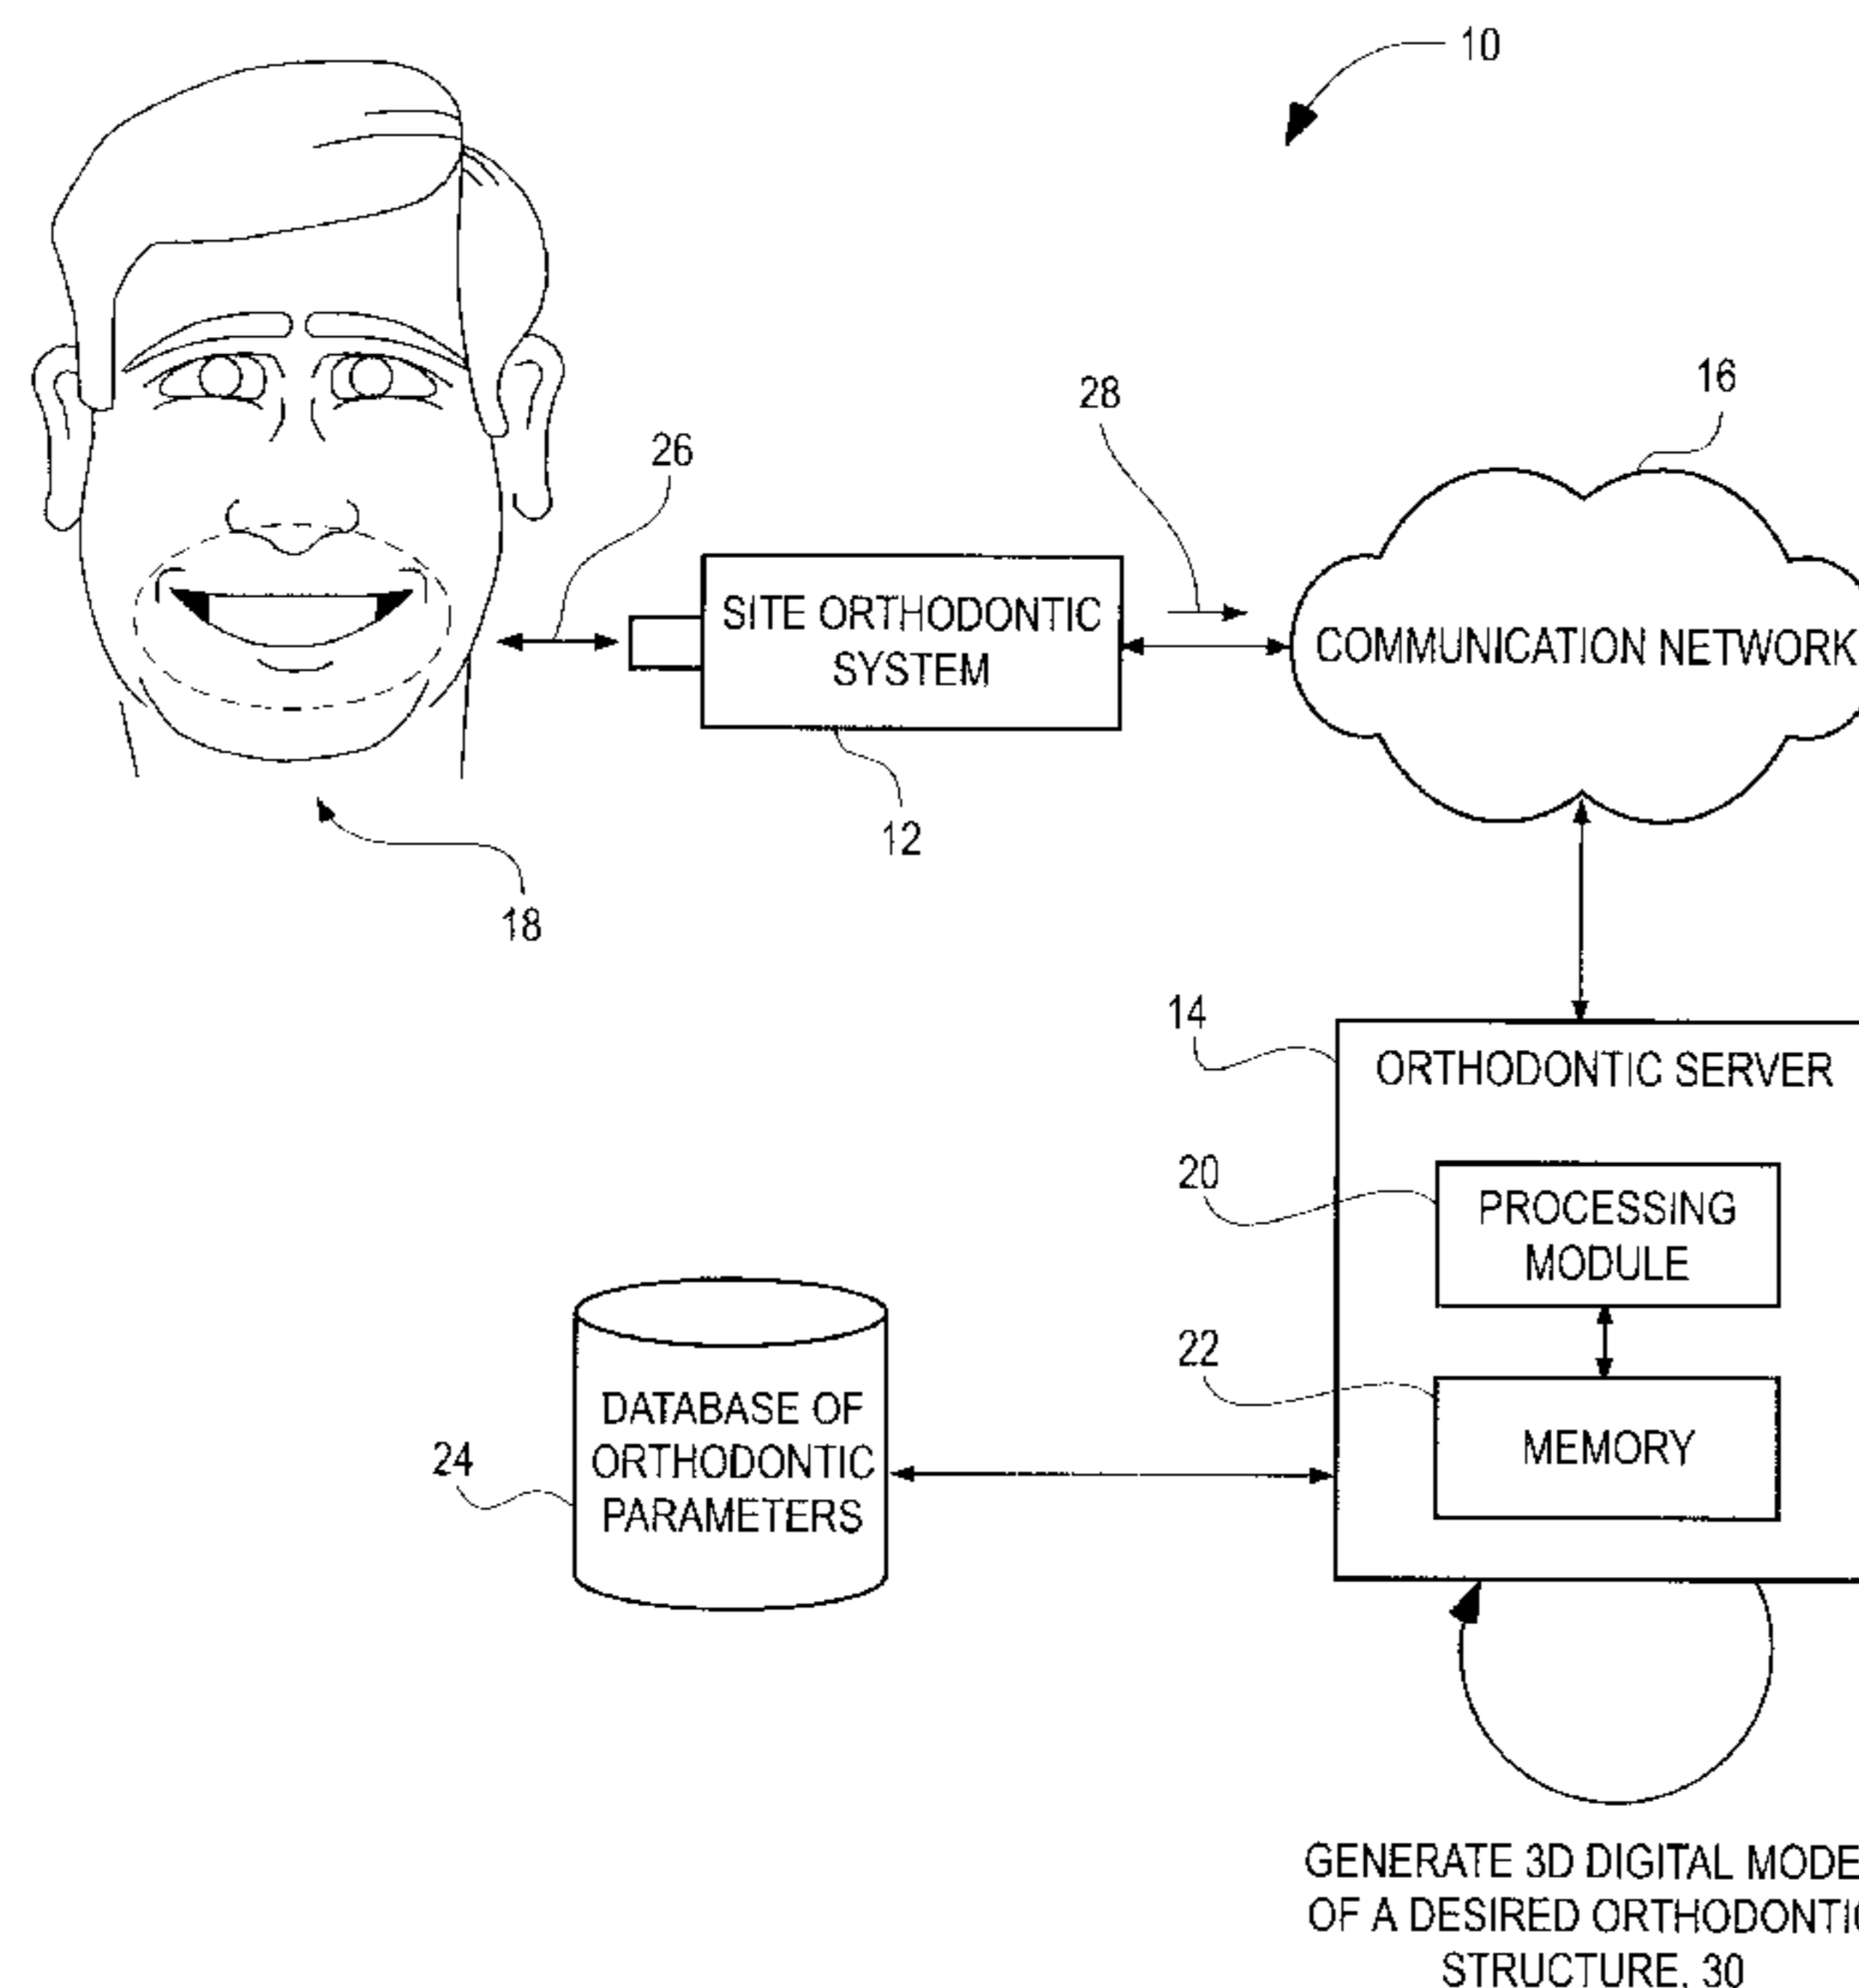 10
16
28
26
SITE ORTHODONTIC
SYSTEM
COMMUNICATION NETWORK
12
18
14
ORTHODONTIC SERVER
20
PROCESSING
MODULE
22
MEMORY
DATABASE OF
ORTHODONTIC
PARAMETERS
24
GENERATE 3D DIGITAL MODE
OF A DESIRED ORTHODONTIC
STRUCTURE, 30